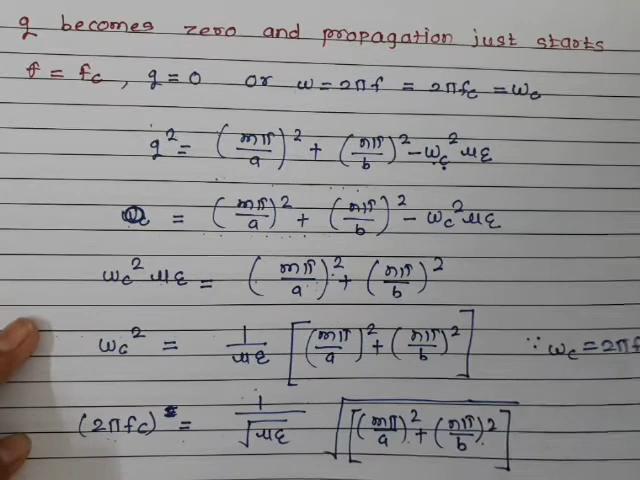 g becomes zero and propagation just starts
f = fc , g = 0 or ω = 2πf = 2πfc = ωc
g² = (mπ/a)² + (nπ/b)² - ωc²με
= (mπ/a)² + (nπ/b)² - ωc²με
ωc²με = (mπ/a)² + (nπ/b)²
ωc² = 1/με [(mπ/a)² + (nπ/b)²] ∵ ωc = 2πf
(2πfc) = 1/√με √[(mπ/a)² + (nπ/b)²]